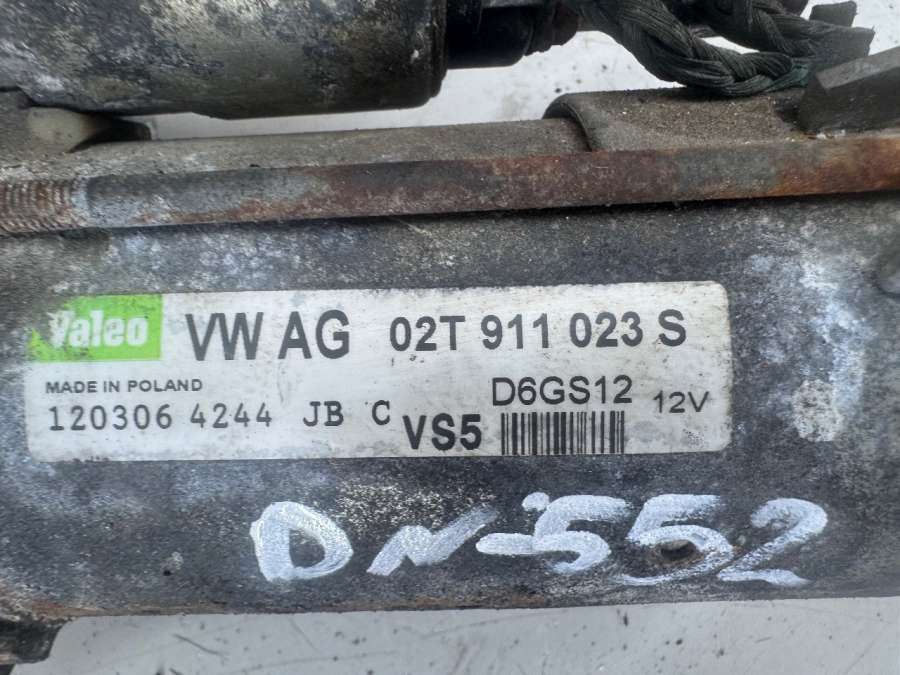 Valeo VW AG 02T 911 023 S
MADE IN POLAND D6GS12 12V
120306 4244 JB C VS5
DN-552